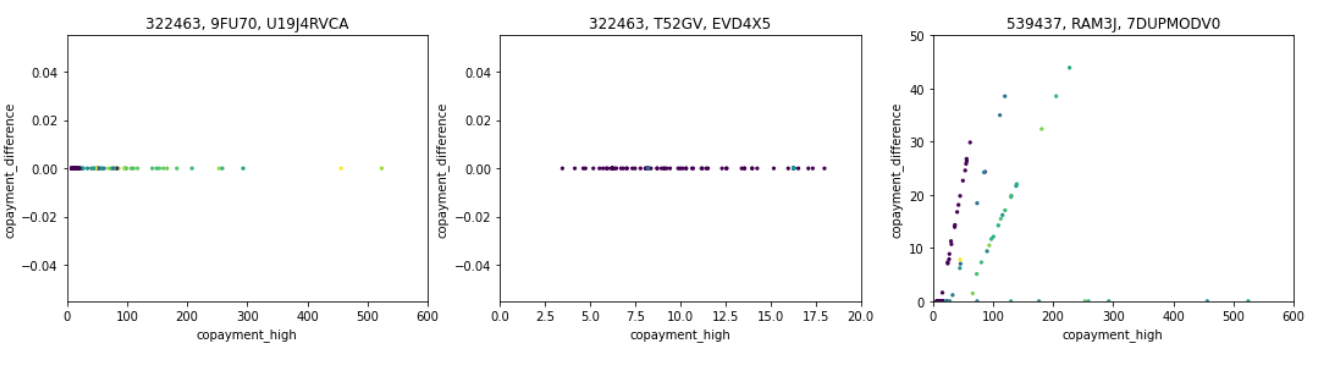 322463, 9FU70, U19J4RVCA
0.04
0.02
0.00
−0.02
−0.04
copayment_difference
0 100 200 300 400 500 600
copayment_high
322463, T52GV, EVD4X5
0.04
0.02
0.00
−0.02
−0.04
copayment_difference
0.0 2.5 5.0 7.5 10.0 12.5 15.0 17.5 20.0
copayment_high
539437, RAM3J, 7DUPMODV0
50
40
30
20
10
0
copayment_difference
0 100 200 300 400 500 600
copayment_high